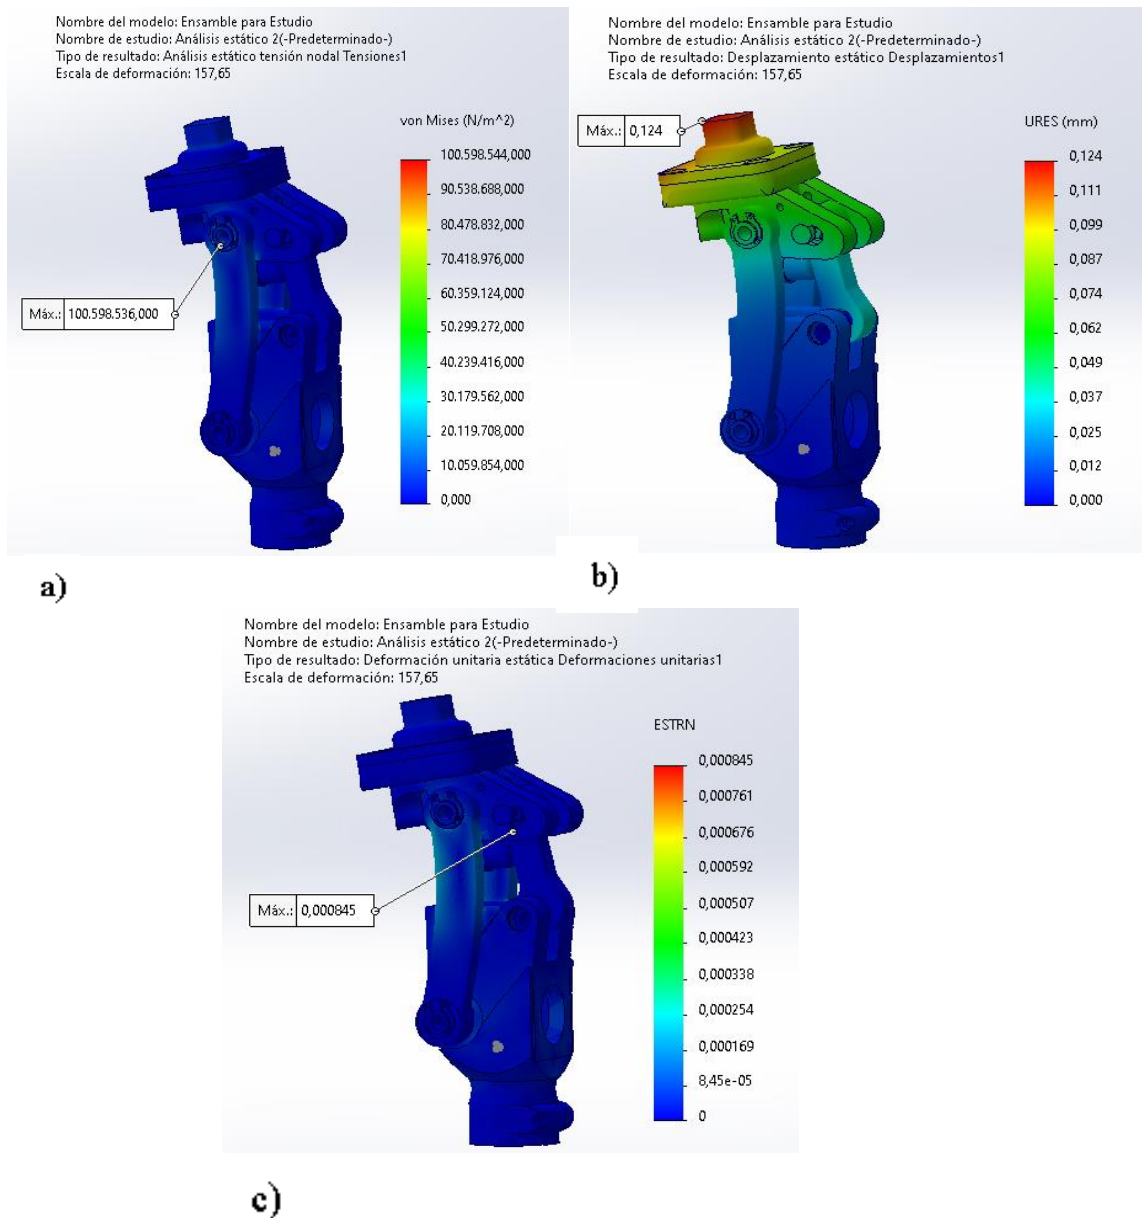 Nombre del modelo: Ensamble para Estudio
Nombre de estudio: Análisis estático 2(-Predeterminado-)
Tipo de resultado: Análisis estático tensión nodal Tensiones1
Escala de deformación: 157,65
von Mises (N/m^2)
100.598.544,000
90.538.688,000
80.478.832,000
70.418.976,000
60.359.124,000
50.299.272,000
40.239.416,000
30.179.562,000
20.119.708,000
10.059.854,000
0,000
Máx.: 100.598.536,000
a)
Nombre del modelo: Ensamble para Estudio
Nombre de estudio: Análisis estático 2(-Predeterminado-)
Tipo de resultado: Desplazamiento estático Desplazamientos1
Escala de deformación: 157,65
Máx.: 0,124
URES (mm)
0,124
0,111
0,099
0,087
0,074
0,062
0,049
0,037
0,025
0,012
0,000
b)
Nombre del modelo: Ensamble para Estudio
Nombre de estudio: Análisis estático 2(-Predeterminado-)
Tipo de resultado: Deformación unitaria estática Deformaciones unitarias1
Escala de deformación: 157,65
ESTRN
0,000845
0,000761
0,000676
0,000592
0,000507
0,000423
0,000338
0,000254
0,000169
8,45e-05
0
Máx.: 0,000845
c)